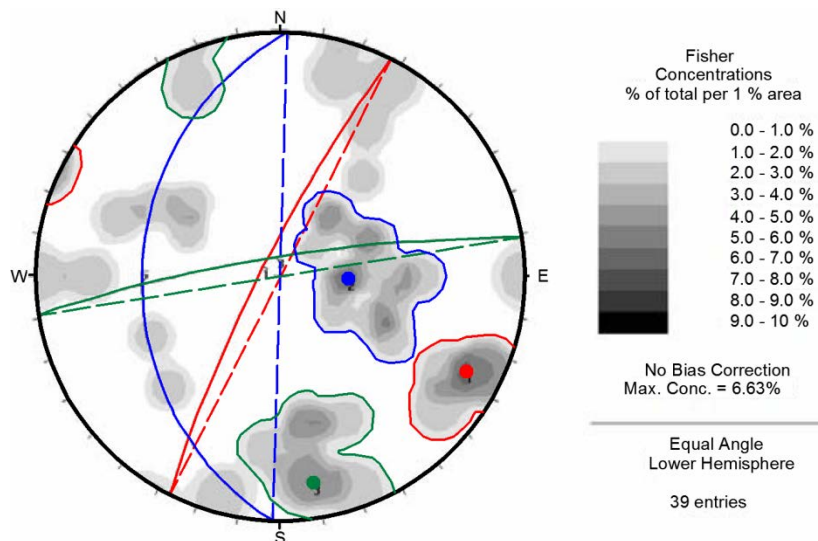 N
W
E
S
1
2
3
Fisher
Concentrations
% of total per 1 % area
0.0 - 1.0 %
1.0 - 2.0 %
2.0 - 3.0 %
3.0 - 4.0 %
4.0 - 5.0 %
5.0 - 6.0 %
6.0 - 7.0 %
7.0 - 8.0 %
8.0 - 9.0 %
9.0 - 10 %
No Bias Correction
Max. Conc. = 6.63%
Equal Angle
Lower Hemisphere
39 entries